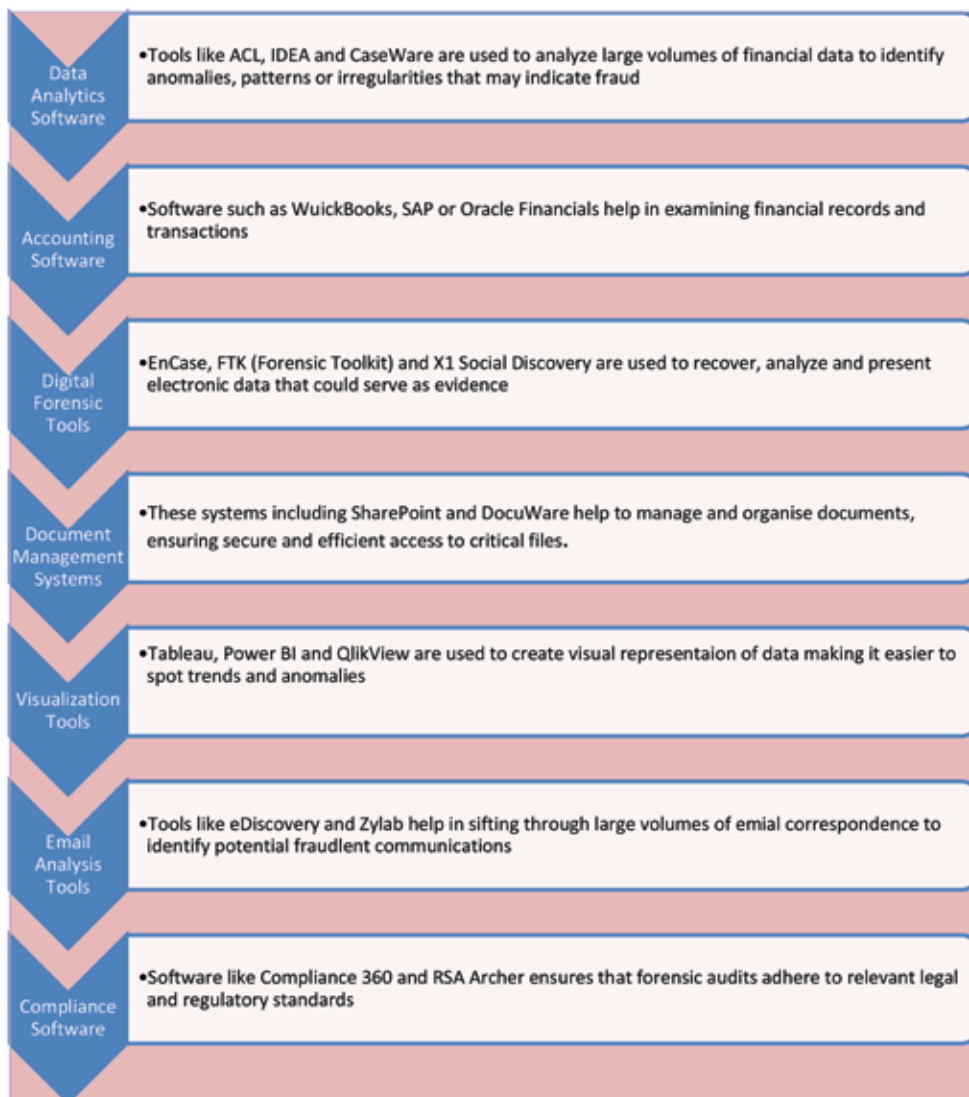 Data
Analytics
Software
•Tools like ACL, IDEA and CaseWare are used to analyze large volumes of financial data to identify
anomalies, patterns or irregularities that may indicate fraud
Accounting
Software
•Software such as WuickBooks, SAP or Oracle Financials help in examining financial records and
transactions
Digital
Forensic
Tools
•EnCase, FTK (Forensic Toolkit) and X1 Social Discovery are used to recover, analyze and present
electronic data that could serve as evidence
Document
Management
Systems
•These systems including SharePoint and DocuWare help to manage and organise documents,
ensuring secure and efficient access to critical files.
Visualization
Tools
•Tableau, Power BI and QlikView are used to create visual representaion of data making it easier to
spot trends and anomalies
Email
Analysis
Tools
•Tools like eDiscovery and Zylab help in sifting through large volumes of emial correspondence to
identify potential fraudlent communications
Compliance
Software
•Software like Compliance 360 and RSA Archer ensures that forensic audits adhere to relevant legal
and regulatory standards